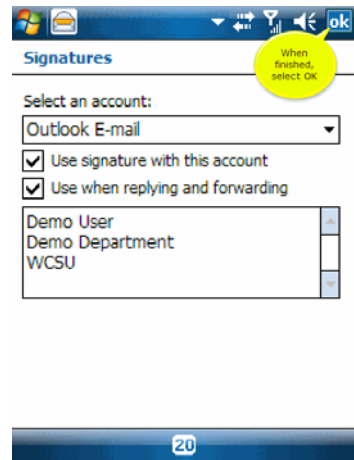 ok
When
finished,
select OK
Signatures
Select an account:
Outlook E-mail
Use signature with this account
Use when replying and forwarding
Demo User
Demo Department
WCSU
20